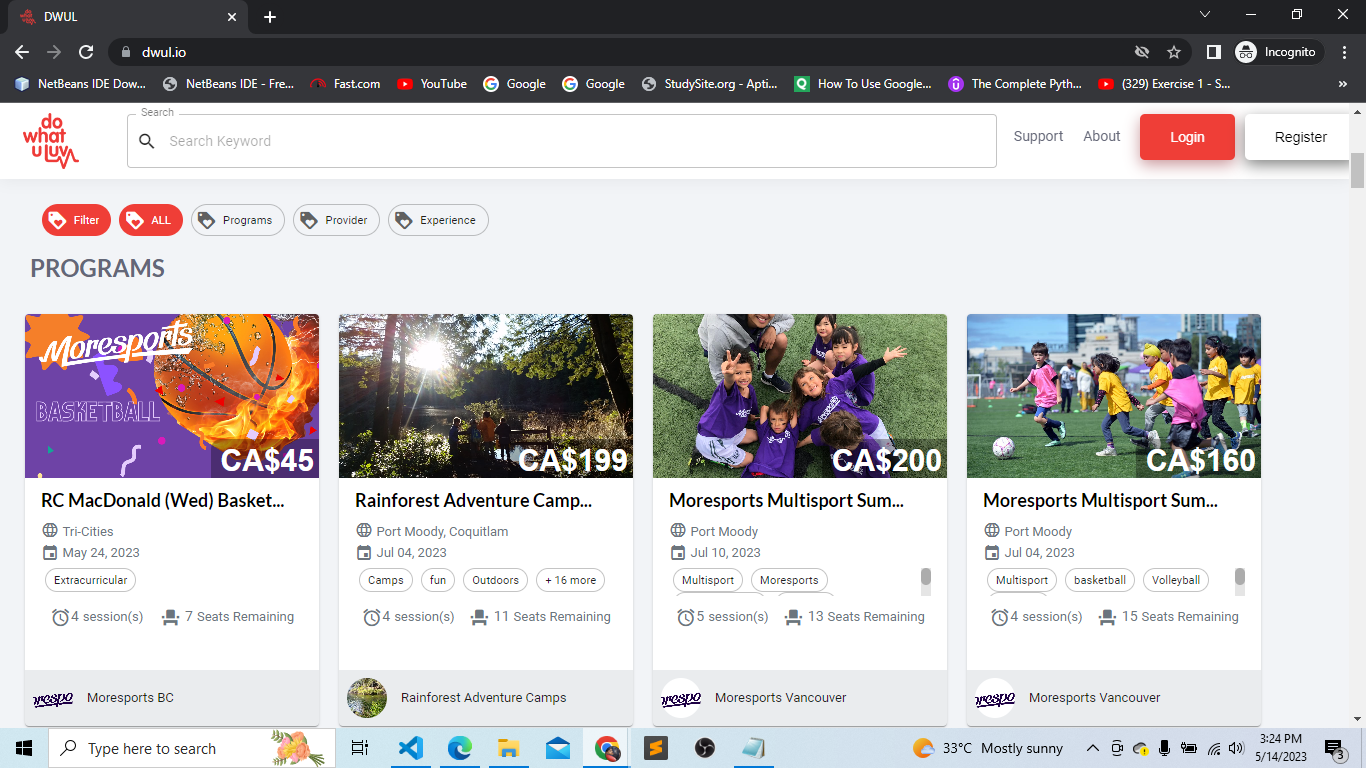 DWUL
dwul.io
Incognito
NetBeans IDE Dow...
NetBeans IDE - Fre...
Fast.com
YouTube
Google
Google
StudySite.org - Apti...
How To Use Google...
The Complete Pyth...
(329) Exercise 1 - S...
do
what
u luv
Search
Search Keyword
Support
About
Login
Register
Filter
ALL
Programs
Provider
Experience
PROGRAMS
Moresports
BASKETBALL
CA$45
CA$199
CA$200
CA$160
RC MacDonald (Wed) Basket...
Tri-Cities
May 24, 2023
Extracurricular
4 session(s)
7 Seats Remaining
Moresports BC
Rainforest Adventure Camp...
Port Moody, Coquitlam
Jul 04, 2023
Camps
fun
Outdoors
+ 16 more
4 session(s)
11 Seats Remaining
Rainforest Adventure Camps
Moresports Multisport Sum...
Port Moody
Jul 10, 2023
Multisport
Moresports
5 session(s)
13 Seats Remaining
orespo
Moresports Vancouver
Moresports Multisport Sum...
Port Moody
Jul 04, 2023
Multisport
basketball
Volleyball
4 session(s)
15 Seats Remaining
orespo
Moresports Vancouver
Type here to search
33°C Mostly sunny
3:24 PM
5/14/2023
3